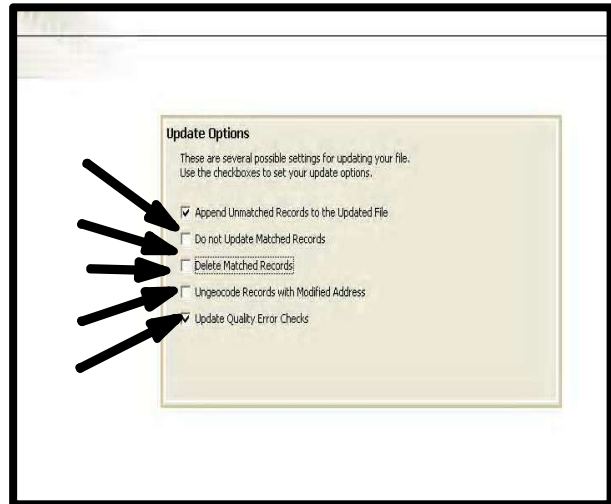 Update Options
These are several possible settings for updating your file.
Use the checkboxes to set your update options.
Append Unmatched Records to the Updated File
Do not Update Matched Records
Delete Matched Records
Ungeocode Records with Modified Address
Update Quality Error Checks